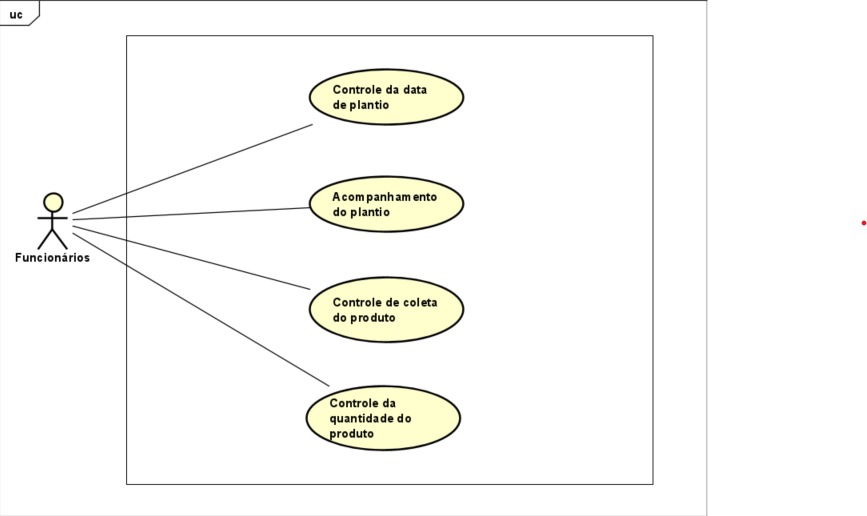 uc
Controle da data
de plantio
Acompanhamento
do plantio
Funcionários
Controle de coleta
do produto
Controle da
quantidade do
produto